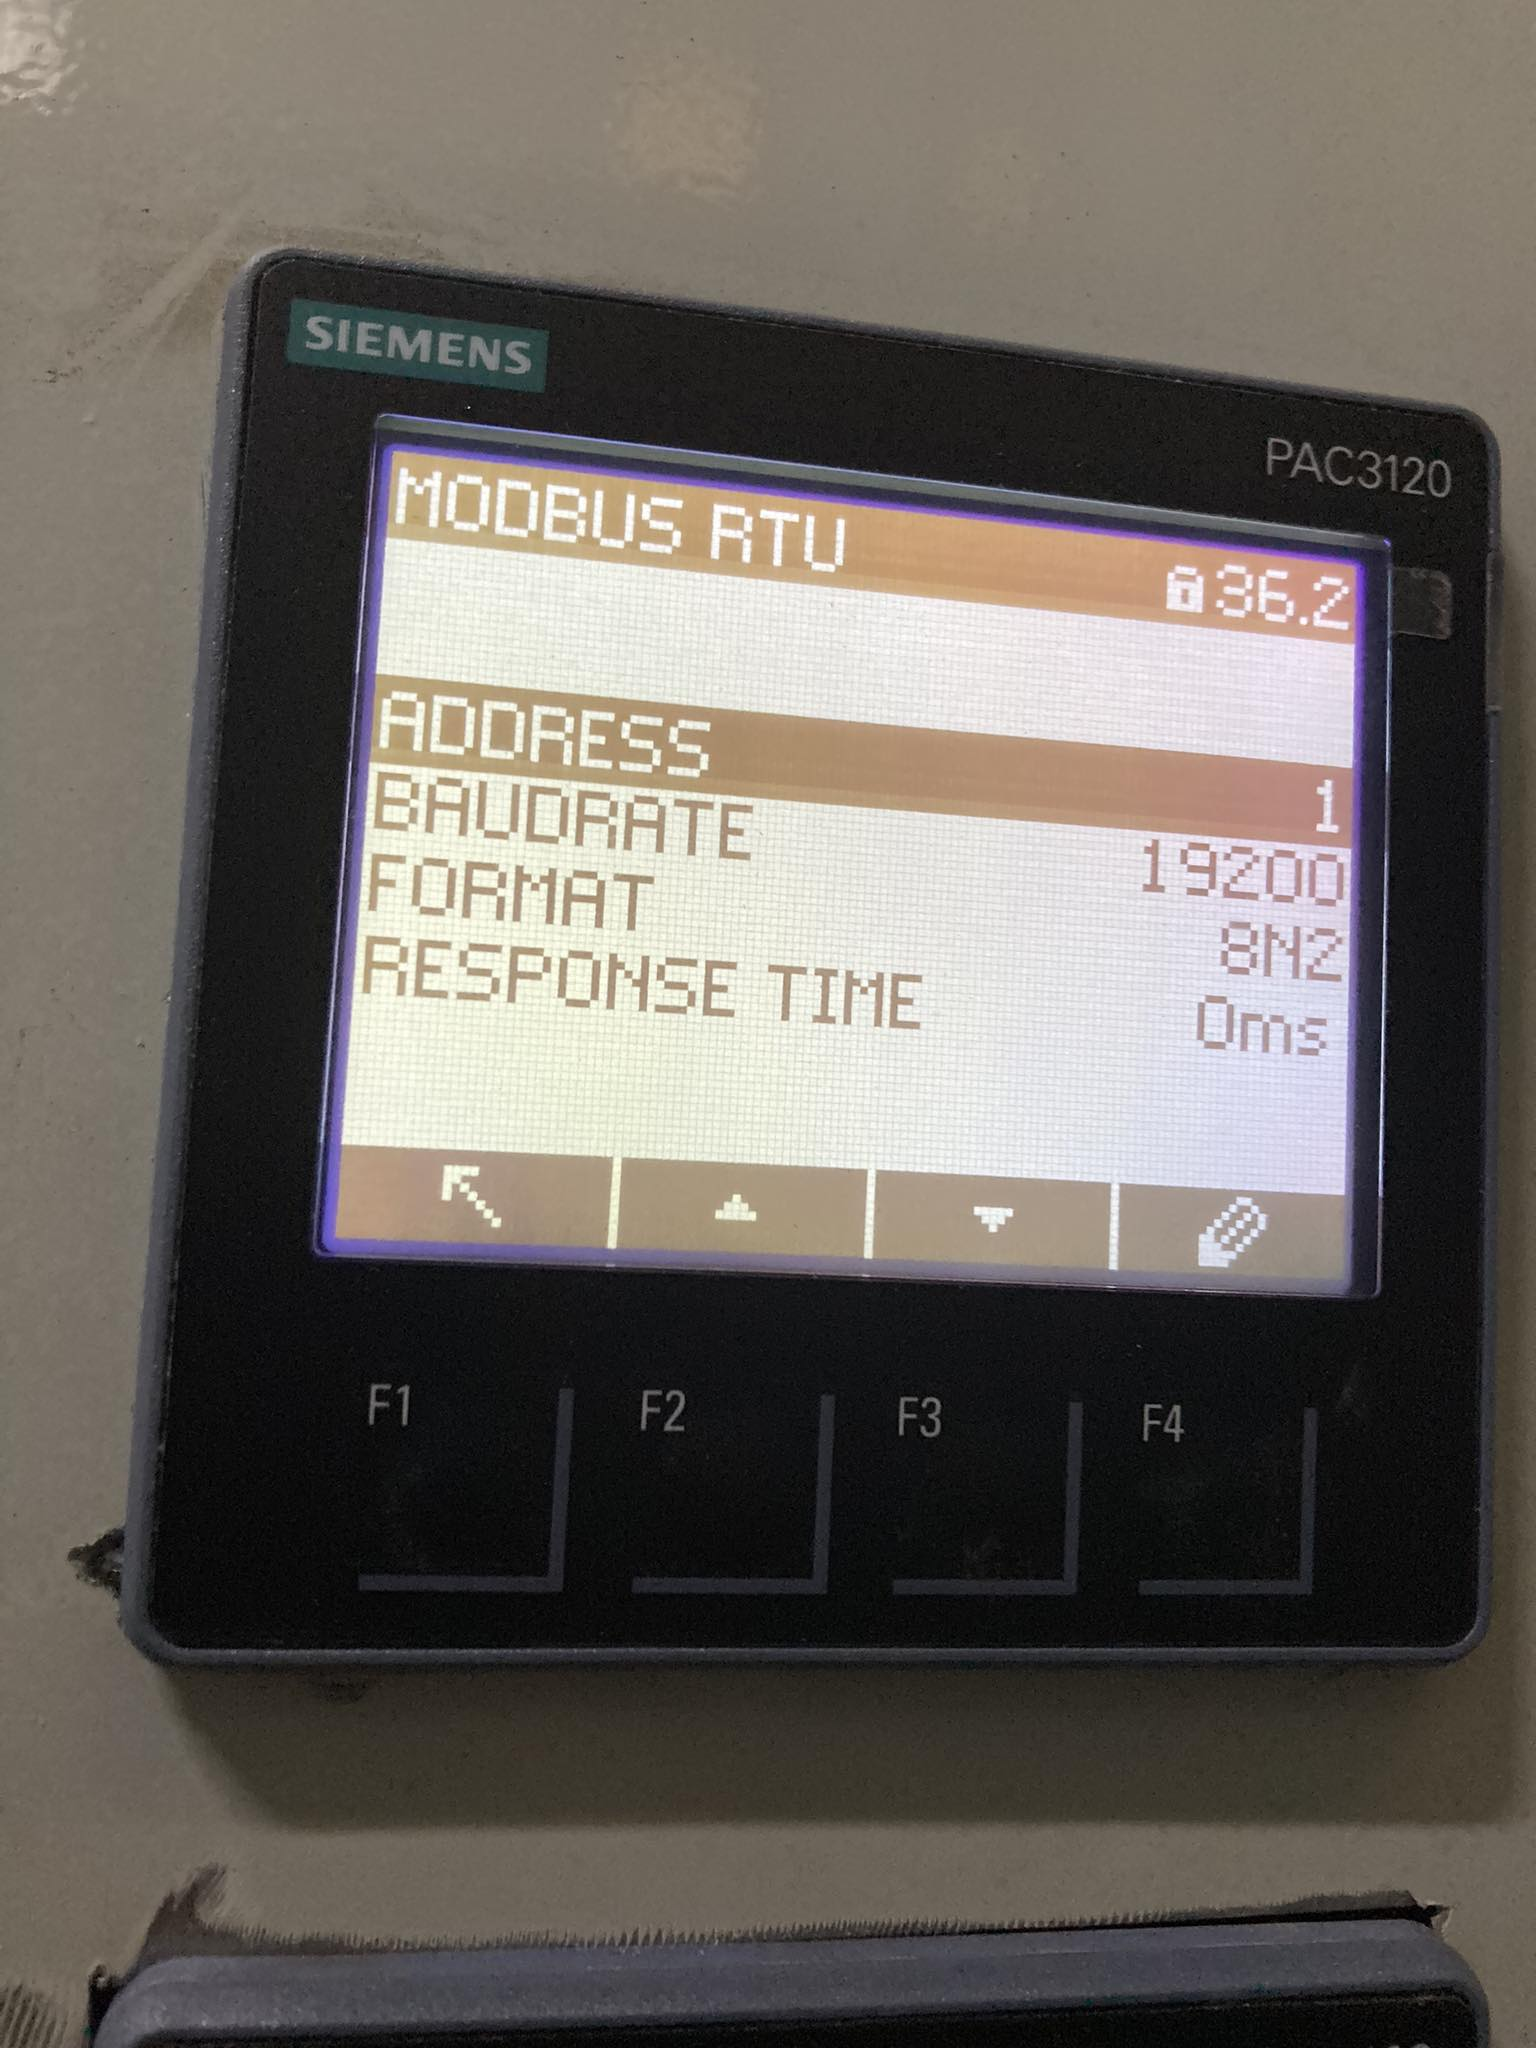 SIEMENS
PAC3120
MODBUS RTU 36.2
ADDRESS 1
BAUDRATE 19200
FORMAT 8N2
RESPONSE TIME 0ms
F1 F2 F3 F4